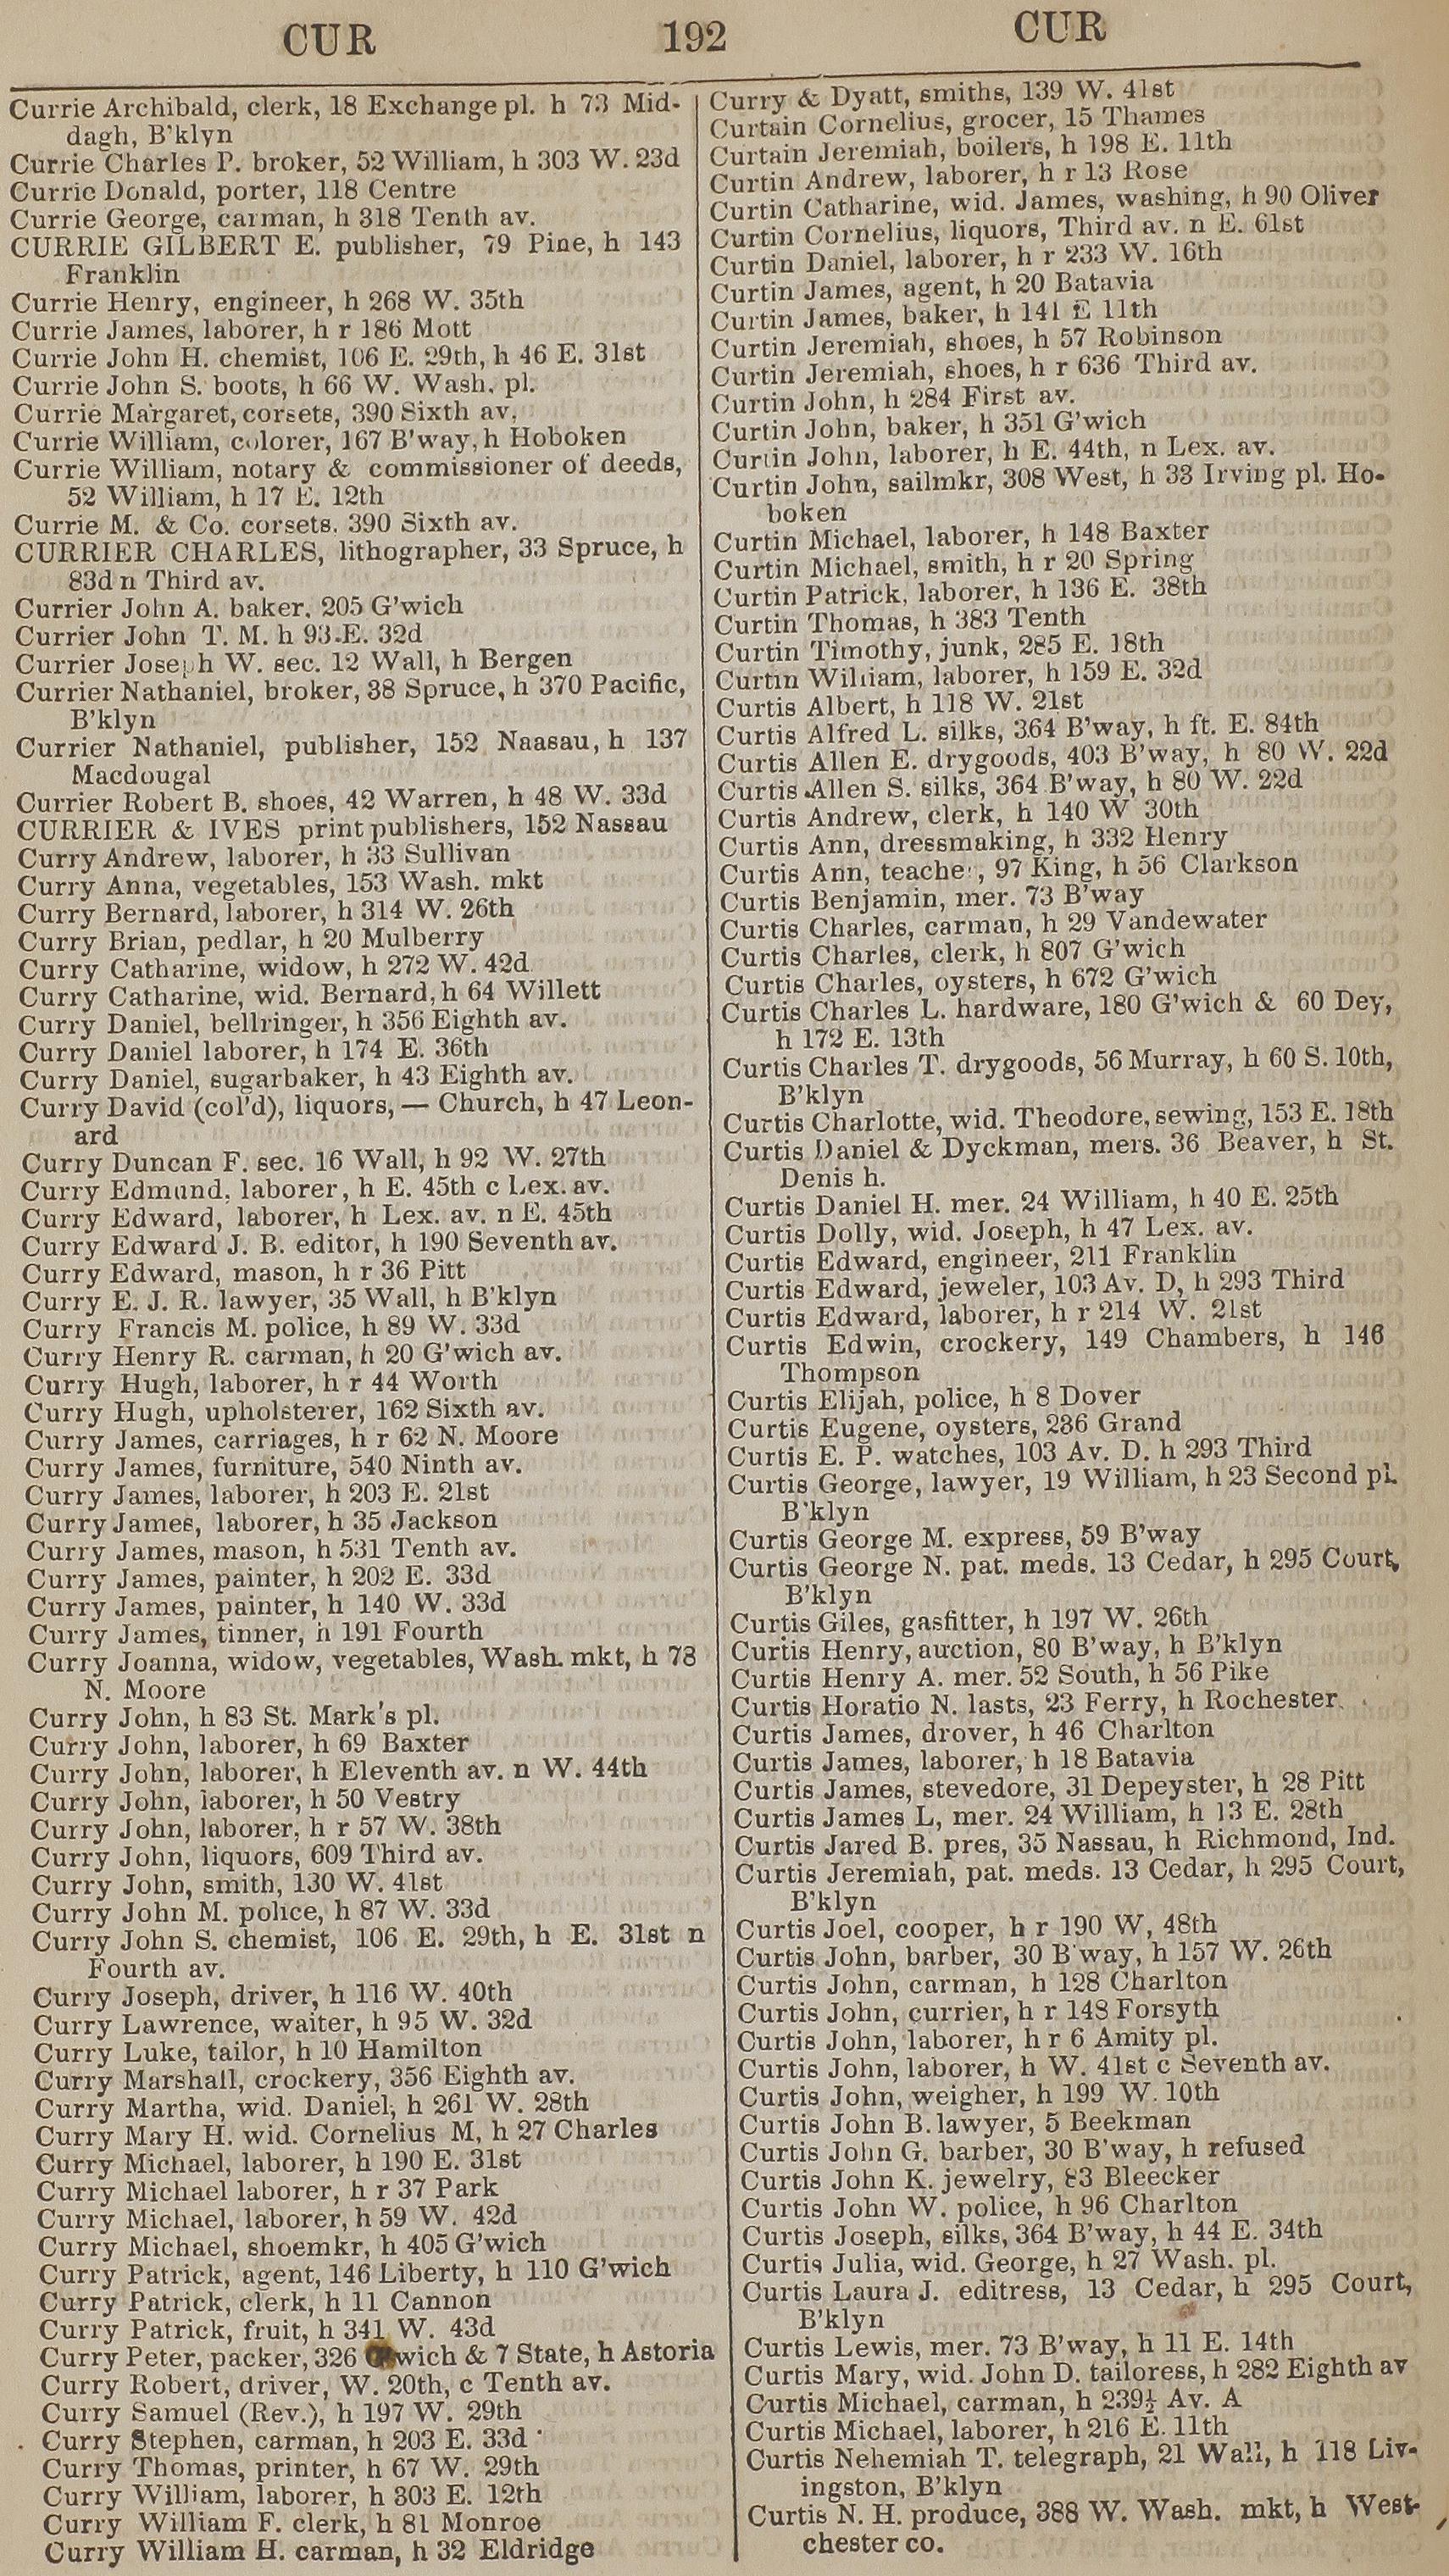 CUR 192 CUR
Currie Archibald, clerk, 18 Exchange pl. h 73 Mid-
dagh, B'klyn
Currie Charles P. broker, 52 William, h 303 W. 23d
Currie Donald, porter, 118 Centre
Currie George, carman, h 318 Tenth av.
CURRIE GILBERT E. publisher, 79 Pine, h 143
Franklin
Currie Henry, engineer, h 268 W. 35th
Currie James, laborer, h r 186 Mott
Currie John H. chemist, 106 E. 29th, h 46 E. 31st
Currie John S. boots, h 66 W. Wash. pl.
Currie Margaret, corsets, 390 Sixth av.
Currie William, colorer, 167 B'way, h Hoboken
Currie William, notary & commissioner of deeds,
52 William, h 17 E. 12th
Currie M. & Co. corsets. 390 Sixth av.
CURRIER CHARLES, lithographer, 33 Spruce, h
83d n Third av.
Currier John A. baker. 205 G'wich
Currier John T. M. h 93 E. 32d
Currier Joseph W. sec. 12 Wall, h Bergen
Currier Nathaniel, broker, 38 Spruce, h 370 Pacific,
B'klyn
Currier Nathaniel, publisher, 152 Naasau, h 137
Macdougal
Currier Robert B. shoes, 42 Warren, h 48 W. 33d
CURRIER & IVES print publishers, 152 Nassau
Curry Andrew, laborer, h 33 Sullivan
Curry Anna, vegetables, 153 Wash. mkt
Curry Bernard, laborer, h 314 W. 26th
Curry Brian, pedlar, h 20 Mulberry
Curry Catharine, widow, h 272 W. 42d
Curry Catharine, wid. Bernard, h 64 Willett
Curry Daniel, bellringer, h 356 Eighth av.
Curry Daniel laborer, h 174 E. 36th
Curry Daniel, sugarbaker, h 43 Eighth av.
Curry David (col'd), liquors, — Church, h 47 Leon-
ard
Curry Duncan F. sec. 16 Wall, h 92 W. 27th
Curry Edmund, laborer, h E. 45th c Lex. av.
Curry Edward, laborer, h Lex. av. n E. 45th
Curry Edward J. B. editor, h 190 Seventh av.
Curry Edward, mason, h r 36 Pitt
Curry E. J. R. lawyer, 35 Wall, h B'klyn
Curry Francis M. police, h 89 W. 33d
Curry Henry R. carman, h 20 G'wich av.
Curry Hugh, laborer, h r 44 Worth
Curry Hugh, upholsterer, 162 Sixth av.
Curry James, carriages, h r 62 N. Moore
Curry James, furniture, 540 Ninth av.
Curry James, laborer, h 203 E. 21st
Curry James, laborer, h 35 Jackson
Curry James, mason, h 531 Tenth av.
Curry James, painter, h 202 E. 33d
Curry James, painter, h 140 W. 33d
Curry James, tinner, h 191 Fourth
Curry Joanna, widow, vegetables, Wash. mkt, h 78
N. Moore
Curry John, h 83 St. Mark's pl.
Curry John, laborer, h 69 Baxter
Curry John, laborer, h Eleventh av. n W. 44th
Curry John, laborer, h 50 Vestry
Curry John, laborer, h r 57 W. 38th
Curry John, liquors, 609 Third av.
Curry John, smith, 130 W. 41st
Curry John M. police, h 87 W. 33d
Curry John S. chemist, 106 E. 29th, h E. 31st n
Fourth av.
Curry Joseph, driver, h 116 W. 40th
Curry Lawrence, waiter, h 95 W. 32d
Curry Luke, tailor, h 10 Hamilton
Curry Marshall, crockery, 356 Eighth av.
Curry Martha, wid. Daniel, h 261 W. 28th
Curry Mary H. wid. Cornelius M, h 27 Charles
Curry Michael, laborer, h 190 E. 31st
Curry Michael laborer, h r 37 Park
Curry Michael, laborer, h 59 W. 42d
Curry Michael, shoemkr, h 405 G'wich
Curry Patrick, agent, 146 Liberty, h 110 G'wich
Curry Patrick, clerk, h 11 Cannon
Curry Patrick, fruit, h 341 W. 43d
Curry Peter, packer, 326 G'wich & 7 State, h Astoria
Curry Robert, driver, W. 20th, c Tenth av.
Curry Samuel (Rev.), h 197 W. 29th
Curry Stephen, carman, h 203 E. 33d
Curry Thomas, printer, h 67 W. 29th
Curry William, laborer, h 303 E. 12th
Curry William F. clerk, h 81 Monroe
Curry William H. carman, h 32 Eldridge
Curry & Dyatt, smiths, 139 W. 41st
Curtain Cornelius, grocer, 15 Thames
Curtain Jeremiah, boilers, h 198 E. 11th
Curtin Andrew, laborer, h r 13 Rose
Curtin Catharine, wid. James, washing, h 90 Oliver
Curtin Cornelius, liquors, Third av. n E. 61st
Curtin Daniel, laborer, h r 233 W. 16th
Curtin James, agent, h 20 Batavia
Curtin James, baker, h 141 E 11th
Curtin Jeremiah, shoes, h 57 Robinson
Curtin Jeremiah, shoes, h r 636 Third av.
Curtin John, h 284 First av.
Curtin John, baker, h 351 G'wich
Curtin John, laborer, h E. 44th, n Lex. av.
Curtin John, sailmkr, 308 West, h 33 Irving pl. Ho-
boken
Curtin Michael, laborer, h 148 Baxter
Curtin Michael, smith, h r 20 Spring
Curtin Patrick, laborer, h 136 E. 38th
Curtin Thomas, h 383 Tenth
Curtin Timothy, junk, 285 E. 18th
Curtin William, laborer, h 159 E. 32d
Curtis Albert, h 118 W. 21st
Curtis Alfred L. silks, 364 B'way, h ft. E. 84th
Curtis Allen E. drygoods, 403 B'way, h 80 W. 22d
Curtis Allen S. silks, 364 B'way, h 80 W. 22d
Curtis Andrew, clerk, h 140 W 30th
Curtis Ann, dressmaking, h 332 Henry
Curtis Ann, teacher, 97 King, h 56 Clarkson
Curtis Benjamin, mer. 73 B'way
Curtis Charles, carman, h 29 Vandewater
Curtis Charles, clerk, h 807 G'wich
Curtis Charles, oysters, h 672 G'wich
Curtis Charles L. hardware, 180 G'wich & 60 Dey,
h 172 E. 13th
Curtis Charles T. drygoods, 56 Murray, h 60 S. 10th,
B'klyn
Curtis Charlotte, wid. Theodore, sewing, 153 E. 18th
Curtis Daniel & Dyckman, mers. 36 Beaver, h St.
Denis h.
Curtis Daniel H. mer. 24 William, h 40 E. 25th
Curtis Dolly, wid. Joseph, h 47 Lex. av.
Curtis Edward, engineer, 211 Franklin
Curtis Edward, jeweler, 103 Av. D, h 293 Third
Curtis Edward, laborer, h r 214 W. 21st
Curtis Edwin, crockery, 149 Chambers, h 146
Thompson
Curtis Elijah, police, h 8 Dover
Curtis Eugene, oysters, 236 Grand
Curtis E. P. watches, 103 Av. D. h 293 Third
Curtis George, lawyer, 19 William, h 23 Second pl.
B'klyn
Curtis George M. express, 59 B'way
Curtis George N. pat. meds. 13 Cedar, h 295 Court,
B'klyn
Curtis Giles, gasfitter, h 197 W. 26th
Curtis Henry, auction, 80 B'way, h B'klyn
Curtis Henry A. mer. 52 South, h 56 Pike
Curtis Horatio N. lasts, 23 Ferry, h Rochester
Curtis James, drover, h 46 Charlton
Curtis James, laborer, h 18 Batavia
Curtis James, stevedore, 31 Depeyster, h 28 Pitt
Curtis James L, mer. 24 William, h 13 E. 28th
Curtis Jared B. pres, 35 Nassau, h Richmond, Ind.
Curtis Jeremiah, pat. meds. 13 Cedar, h 295 Court,
B'klyn
Curtis Joel, cooper, h r 190 W, 48th
Curtis John, barber, 30 B'way, h 157 W. 26th
Curtis John, carman, h 128 Charlton
Curtis John, currier, h r 148 Forsyth
Curtis John, laborer, h r 6 Amity pl.
Curtis John, laborer, h W. 41st c Seventh av.
Curtis John, weigher, h 199 W. 10th
Curtis John B. lawyer, 5 Beekman
Curtis John G. barber, 30 B'way, h refused
Curtis John K. jewelry, 83 Bleecker
Curtis John W. police, h 96 Charlton
Curtis Joseph, silks, 364 B'way, h 44 E. 34th
Curtis Julia, wid. George, h 27 Wash. pl.
Curtis Laura J. editress, 13 Cedar, h 295 Court,
B'klyn
Curtis Lewis, mer. 73 B'way, h 11 E. 14th
Curtis Mary, wid. John D. tailoress, h 282 Eighth av
Curtis Michael, carman, h 239½ Av. A
Curtis Michael, laborer, h 216 E. 11th
Curtis Nehemiah T. telegraph, 21 Wall, h 118 Liv-
ingston, B'klyn
Curtis N. H. produce, 388 W. Wash. mkt, h West-
chester co.